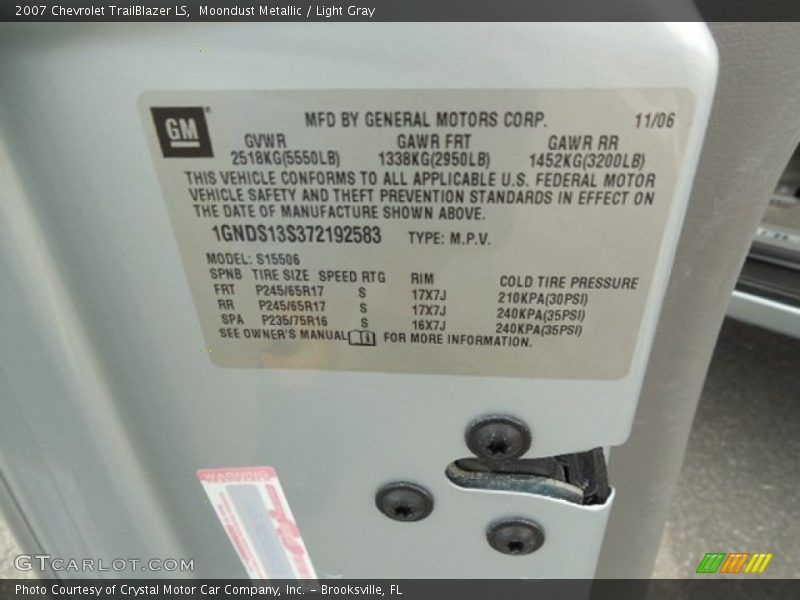 2007 Chevrolet TrailBlazer LS,  Moondust Metallic / Light Gray
GM
MFD BY GENERAL MOTORS CORP. 11/06
GVWR GAWR FRT GAWR RR
2518KG(5550LB) 1338KG(2950LB) 1452KG(3200LB)
THIS VEHICLE CONFORMS TO ALL APPLICABLE U.S. FEDERAL MOTOR
VEHICLE SAFETY AND THEFT PREVENTION STANDARDS IN EFFECT ON
THE DATE OF MANUFACTURE SHOWN ABOVE.
1GNDS13S372192583 TYPE: M.P.V.
MODEL: S15506
SPNB TIRE SIZE SPEED RTG RIM COLD TIRE PRESSURE
FRT P245/65R17 S 17X7J 210KPA(30PSI)
RR P245/65R17 S 17X7J 240KPA(35PSI)
SPA P235/75R16 S 16X7J 240KPA(35PSI)
SEE OWNER'S MANUAL FOR MORE INFORMATION.
WARNING
GTCARLOT.COM
Photo Courtesy of Crystal Motor Car Company, Inc. – Brooksville, FL